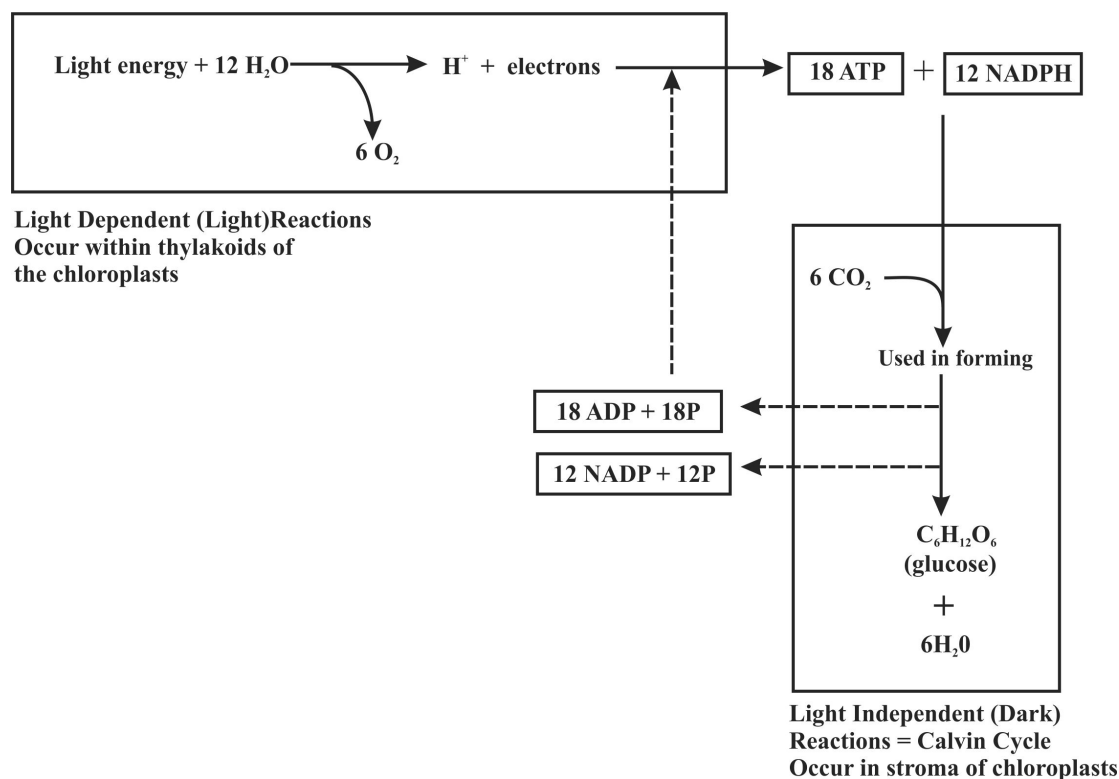 Light energy + 12 H₂O
H⁺ + electrons
18 ATP + 12 NADPH
6 O₂
Light Dependent (Light)Reactions
Occur within thylakoids of
the chloroplasts
6 CO₂
Used in forming
18 ADP + 18P
12 NADP + 12P
C₆H₁₂O₆
(glucose)
+
6H₂0
Light Independent (Dark)
Reactions = Calvin Cycle
Occur in stroma of chloroplasts